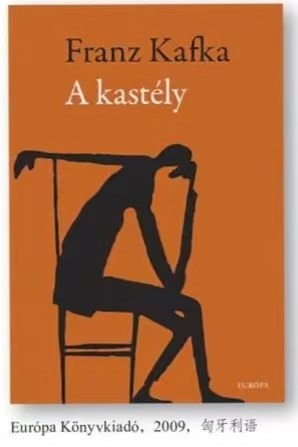 Franz Kafka
A kastély
EURÓPA
Európa Könyvkiadó，2009，匈牙利语